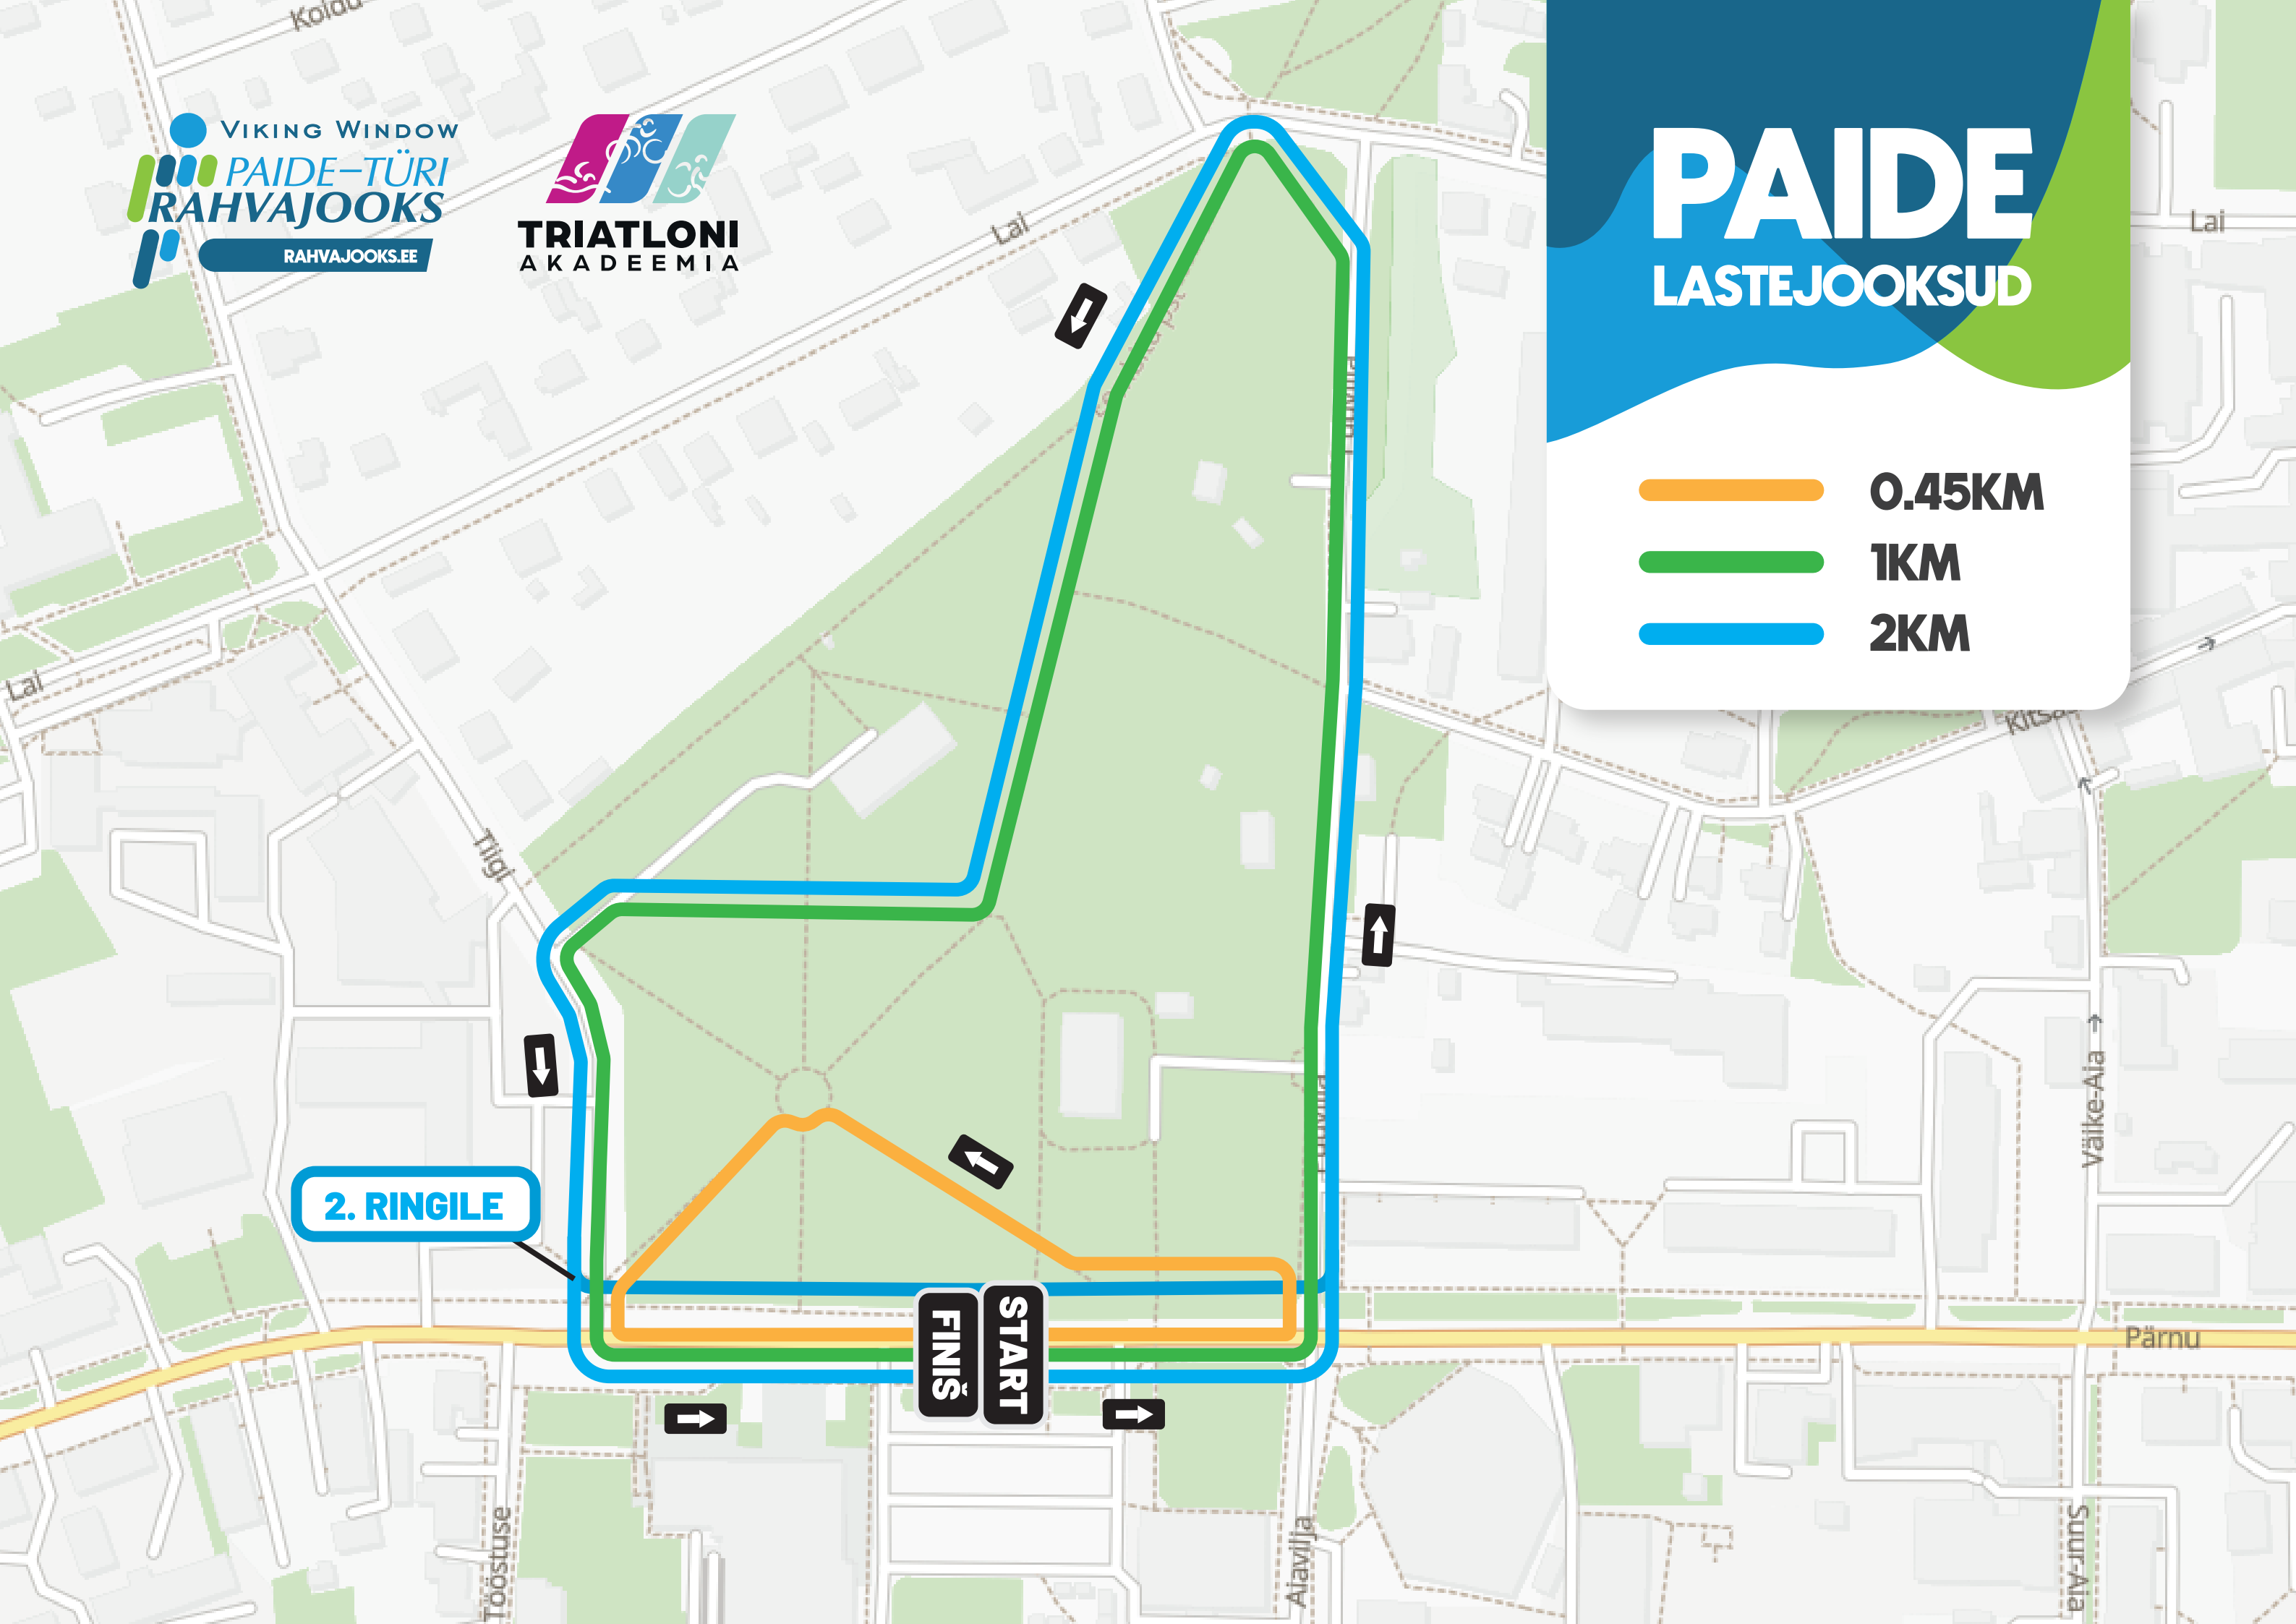 Koidu
VIKING WINDOW
PAIDE–TÜRI
RAHVAJOOKS
RAHVAJOOKS.EE
TRIATLONI
AKADEEMIA
PAIDE
LASTEJOOKSUD
0.45KM
1KM
2KM
Lai
Lai
Lai
Tiigi
Väike-Aia
2. RINGILE
FINIŠ
START
Pärnu
Tööstuse
Aiavilja
Suur-Aia